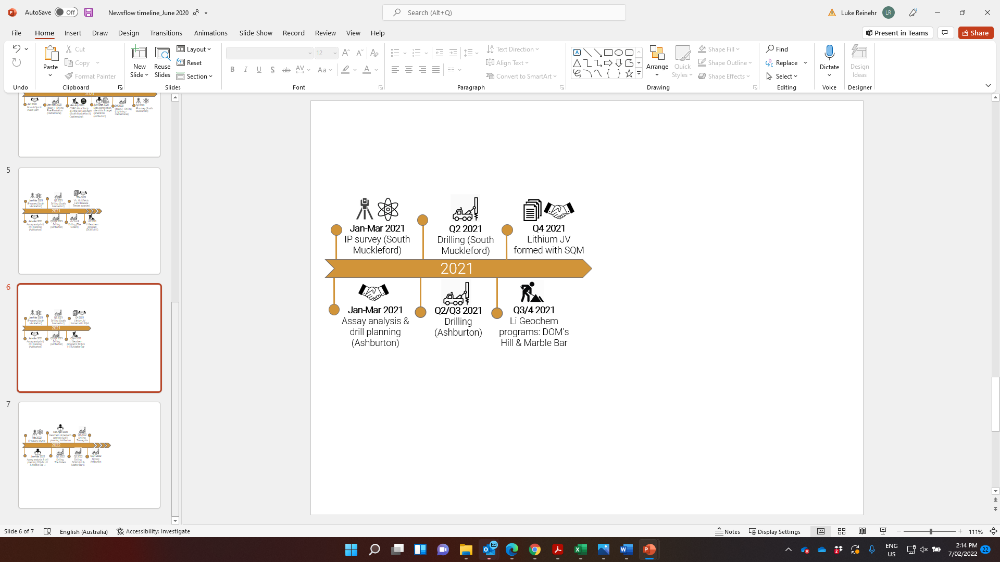 AutoSave Off
Newsflow timeline_June 2020
Search (Alt+Q)
Luke Reinehr LR
File Home Insert Draw Design Transitions Animations Slide Show Record Review View Help
Present in Teams
Share
Undo
Paste
Cut
Copy
Format Painter
Clipboard
New Slide
Reuse Slides
Layout
Reset
Section
Slides
12
Font
Text Direction
Align Text
Convert to SmartArt
Paragraph
Arrange
Quick Styles
Shape Fill
Shape Outline
Shape Effects
Drawing
Find
Replace
Select
Editing
Dictate
Voice
Design Ideas
Designer
5
6
7
Jan-Mar 2021
IP survey (South
Muckleford)
Q2 2021
Drilling (South
Muckleford)
Q4 2021
Lithium JV
formed with SQM
2021
Jan-Mar 2021
Assay analysis &
drill planning
(Ashburton)
Q2/Q3 2021
Drilling
(Ashburton)
Q3/4 2021
Li Geochem
programs: DOM’s
Hill & Marble Bar
Slide 6 of 7
English (Australia)
Accessibility: Investigate
Notes
Display Settings
111%
ENG
US
2:14 PM
7/02/2022
22